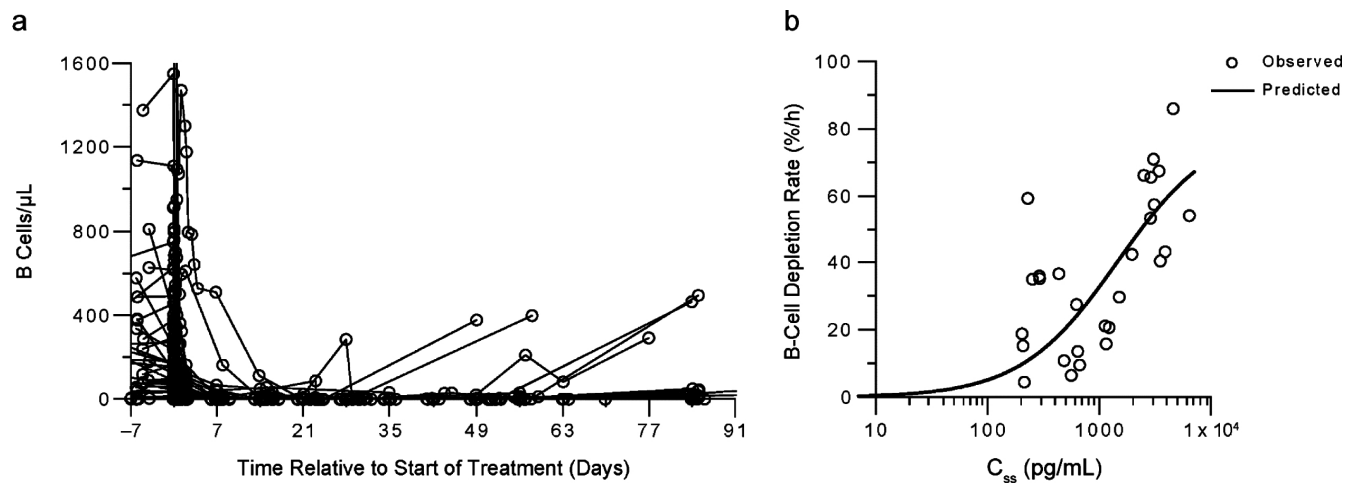 a
1600
1200
800
400
0
B Cells/μL
–7
7
21
35
49
63
77
91
Time Relative to Start of Treatment (Days)
b
100
80
60
40
20
0
B-Cell Depletion Rate (%/h)
10
100
1000
1 x 10⁴
Css (pg/mL)
Observed
Predicted